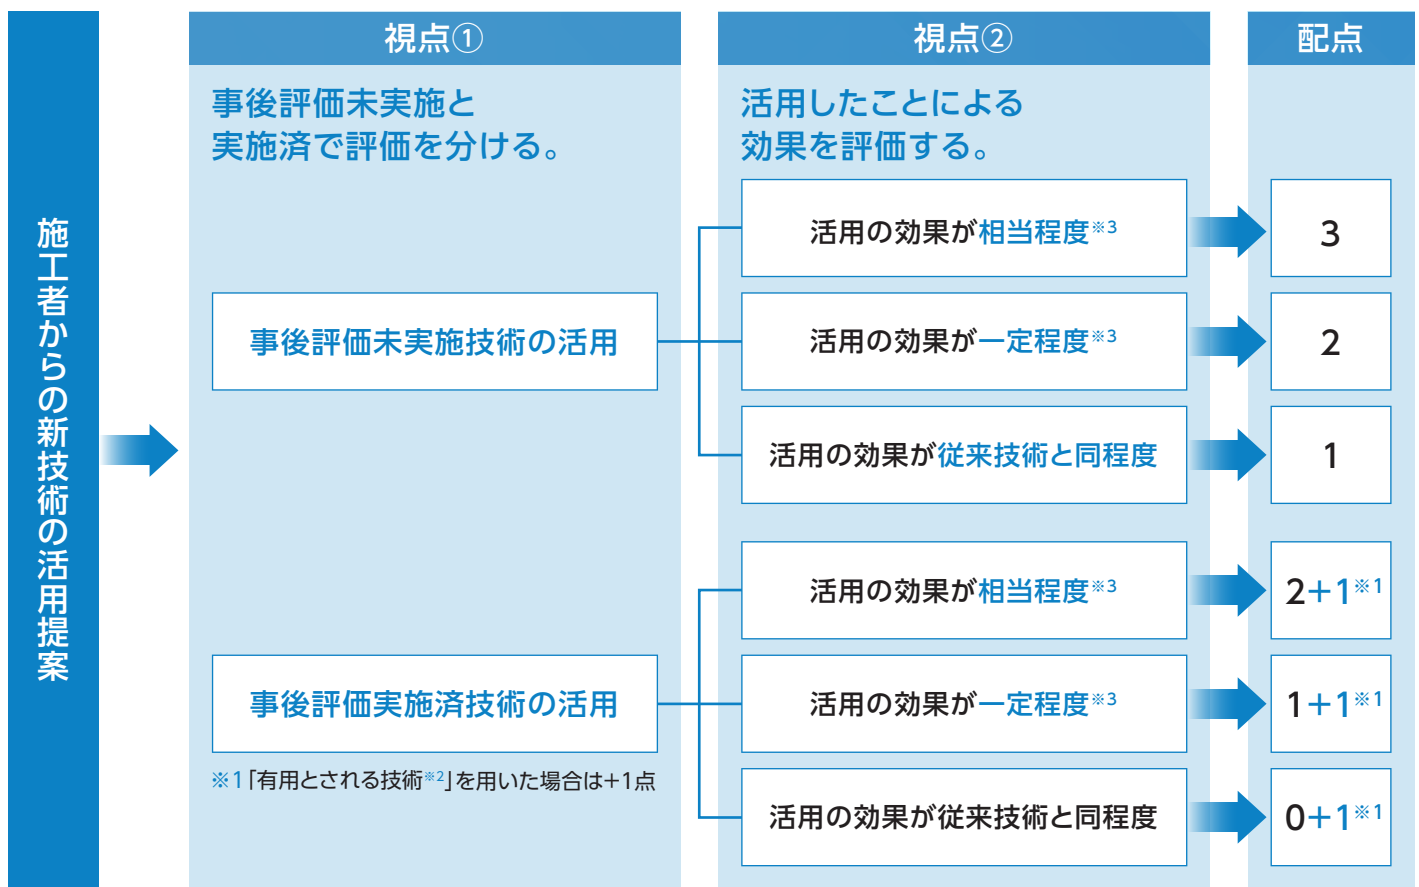 施工者からの新技術の活用提案
視点①
事後評価未実施と
実施済で評価を分ける。
事後評価未実施技術の活用
事後評価実施済技術の活用
※1「有用とされる技術※2」を用いた場合は+1点
視点②
活用したことによる
効果を評価する。
活用の効果が相当程度※3
活用の効果が一定程度※3
活用の効果が従来技術と同程度
活用の効果が相当程度※3
活用の効果が一定程度※3
活用の効果が従来技術と同程度
配点
3
2
1
2+1※1
1+1※1
0+1※1